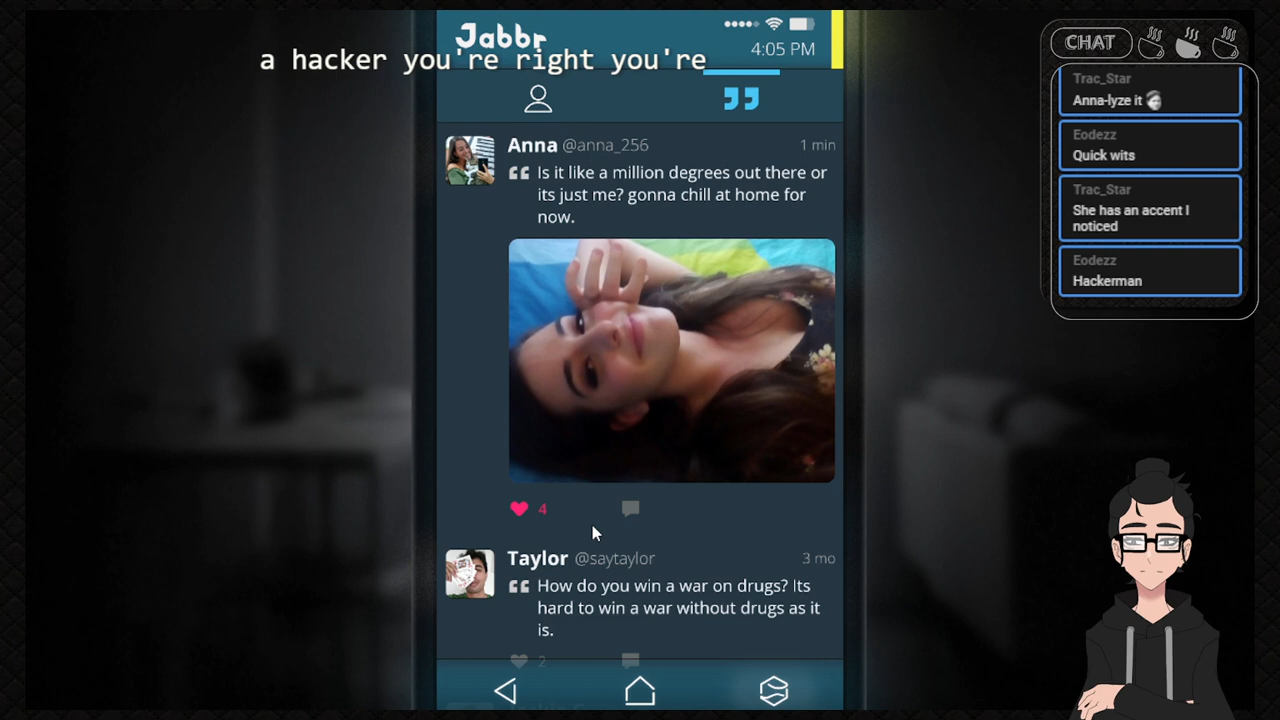 Jabbr
4:05 PM
a hacker you're right you're
Anna @anna_256 1 min
Is it like a million degrees out there or
its just me? gonna chill at home for
now.
4
Taylor @saytaylor 3 mo
How do you win a war on drugs? Its
hard to win a war without drugs as it
is.
2
CHAT
Trac_Star
Anna-lyze it
Eodezz
Quick wits
Trac_Star
She has an accent I
noticed
Eodezz
Hackerman